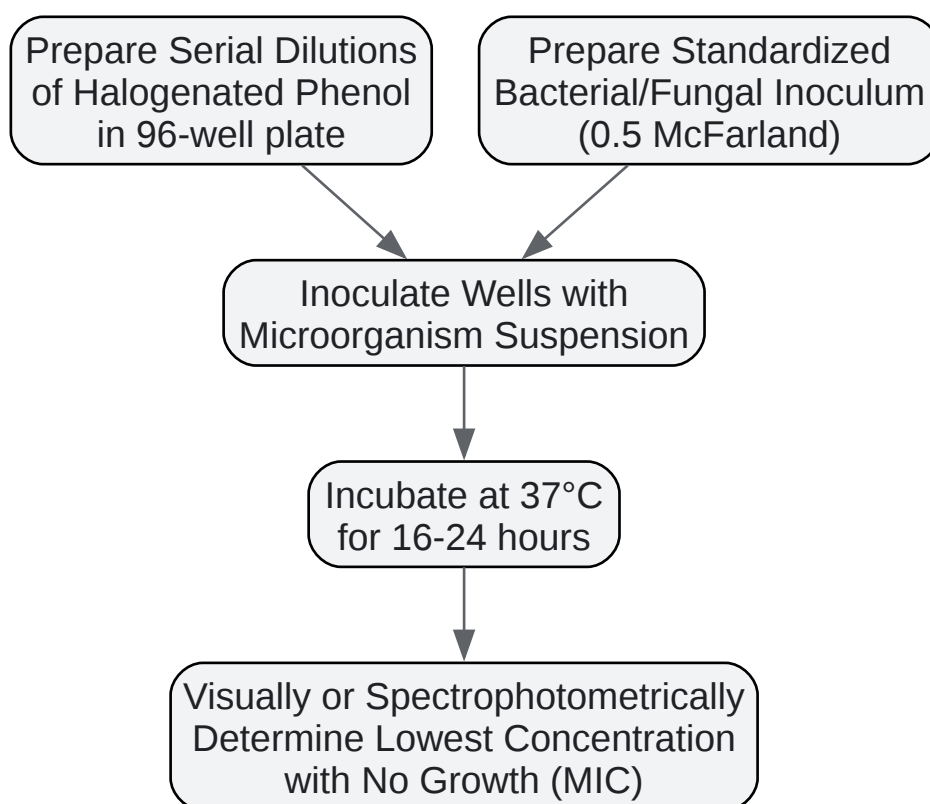 Prepare Serial Dilutions
of Halogenated Phenol
in 96-well plate
Prepare Standardized
Bacterial/Fungal Inoculum
(0.5 McFarland)
Inoculate Wells with
Microorganism Suspension
Incubate at 37°C
for 16-24 hours
Visually or Spectrophotometrically
Determine Lowest Concentration
with No Growth (MIC)